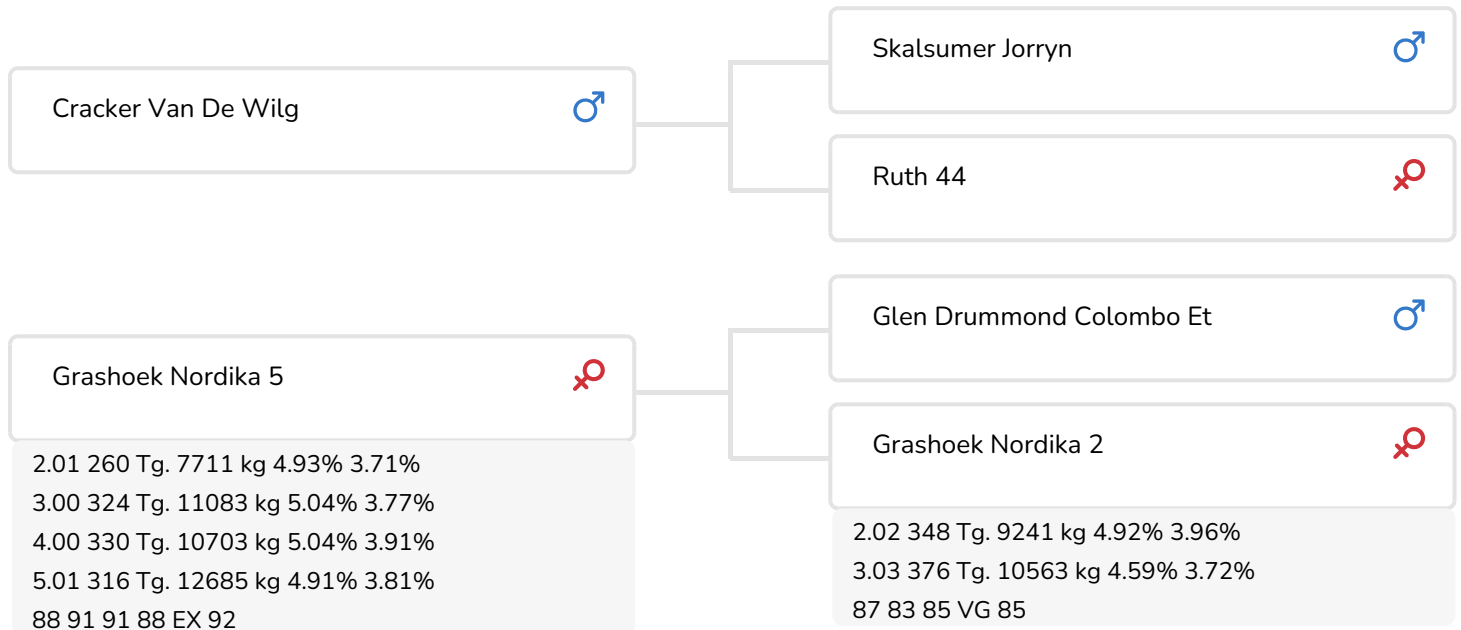 Skalsumer Jorryn
Cracker Van De Wilg
Ruth 44
Glen Drummond Colombo Et
Grashoek Nordika 5
2.01 260 Tg. 7711 kg 4.93% 3.71%
3.00 324 Tg. 11083 kg 5.04% 3.77%
4.00 330 Tg. 10703 kg 5.04% 3.91%
5.01 316 Tg. 12685 kg 4.91% 3.81%
88 91 91 88 EX 92
Grashoek Nordika 2
2.02 348 Tg. 9241 kg 4.92% 3.96%
3.03 376 Tg. 10563 kg 4.59% 3.72%
87 83 85 VG 85